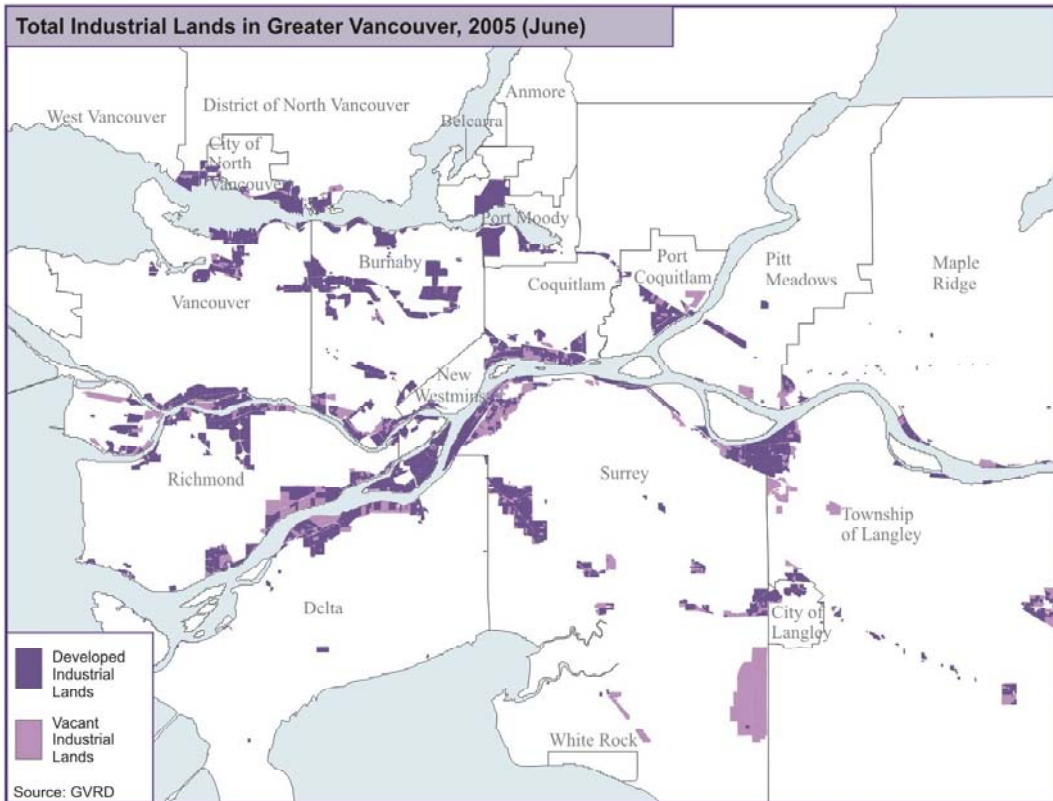 Total Industrial Lands in Greater Vancouver, 2005 (June)
Anmore
West Vancouver
District of North Vancouver
Belcarra
City of
North
Vancouver
Port Moody
Burnaby
Vancouver
Coquitlam
Port
Coquitlam
Pitt
Meadows
Maple
Ridge
New
Westminster
Richmond
Surrey
Township
of Langley
Delta
City of
Langley
White Rock
Developed
Industrial
Lands
Vacant
Industrial
Lands
Source: GVRD